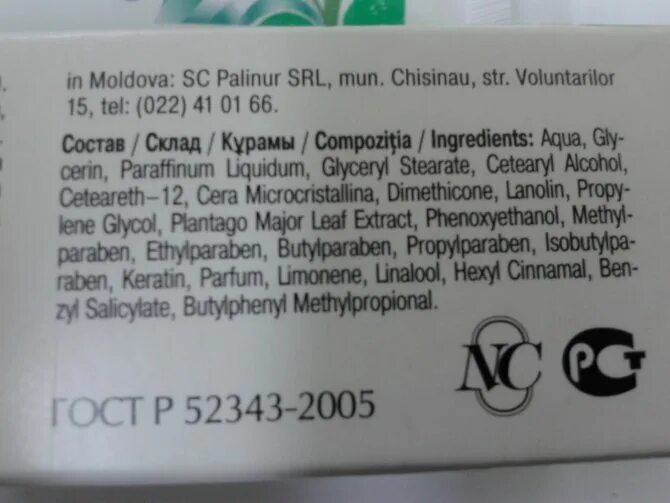 in Moldova: SC Palinur SRL, mun. Chisinau, str. Voluntarilor
15, tel: (022) 41 01 66.
Состав / Склад / Құрамы / Compoziţia / Ingredients: Aqua, Gly-
cerin, Paraffinum Liquidum, Glyceryl Stearate, Cetearyl Alcohol,
Ceteareth-12, Cera Microcristallina, Dimethicone, Lanolin, Propy-
lene Glycol, Plantago Major Leaf Extract, Phenoxyethanol, Methyl-
paraben, Ethylparaben, Butylparaben, Propylparaben, Isobutylpa-
raben, Keratin, Parfum, Limonene, Linalool, Hexyl Cinnamal, Ben-
zyl Salicylate, Butylphenyl Methylpropional.
NC
РСТ
ГОСТ Р 52343-2005